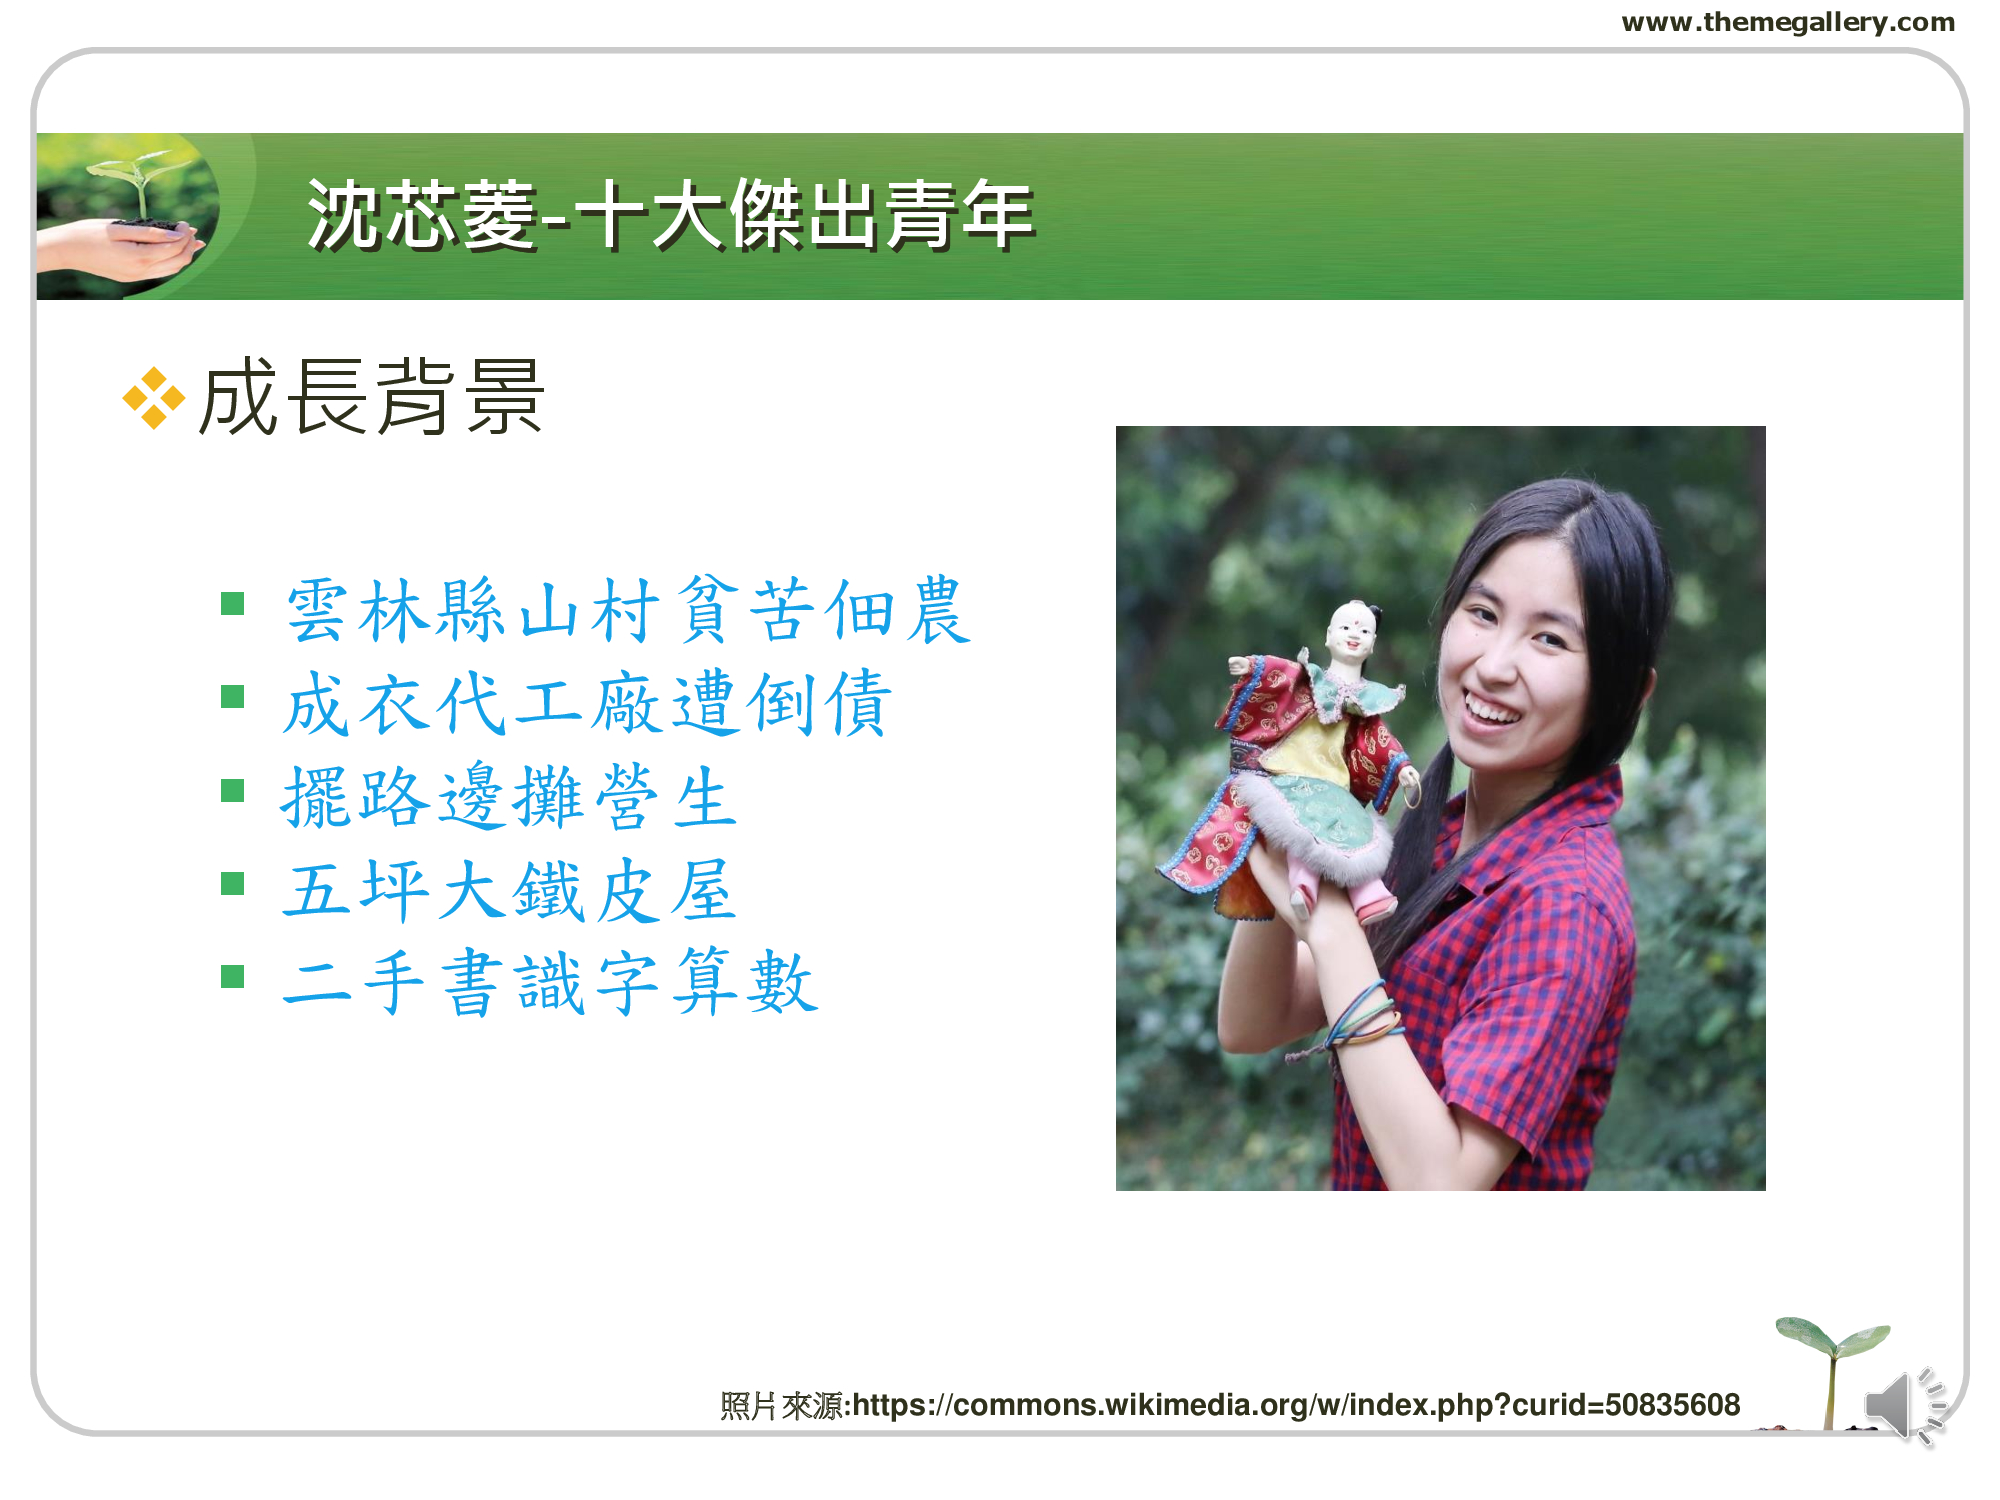 www.themegallery.com
沈芯菱-十大傑出青年
成長背景
雲林縣山村貧苦佃農
成衣代工廠遭倒債
擺路邊攤營生
五坪大鐵皮屋
二手書識字算數
照片來源:https://commons.wikimedia.org/w/index.php?curid=50835608